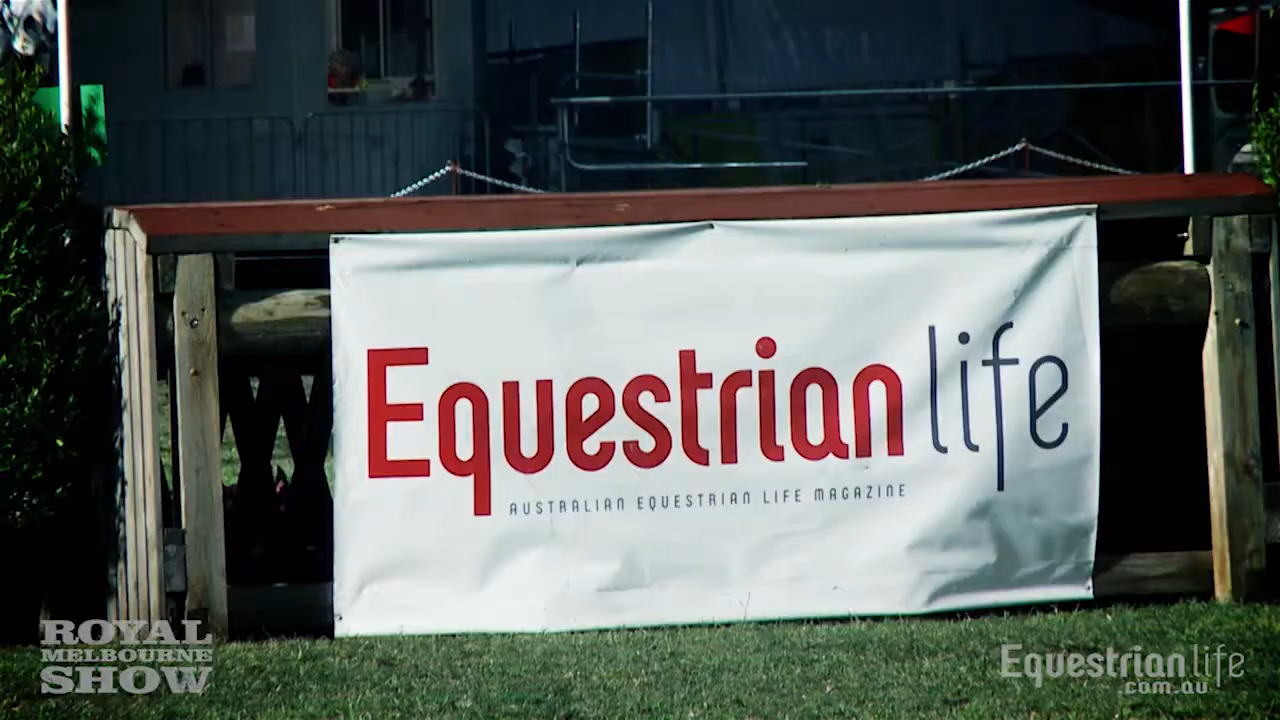 Equestrian life
AUSTRALIAN EQUESTRIAN LIFE MAGAZINE
ROYAL
MELBOURNE
SHOW
Equestrian life
.com.au